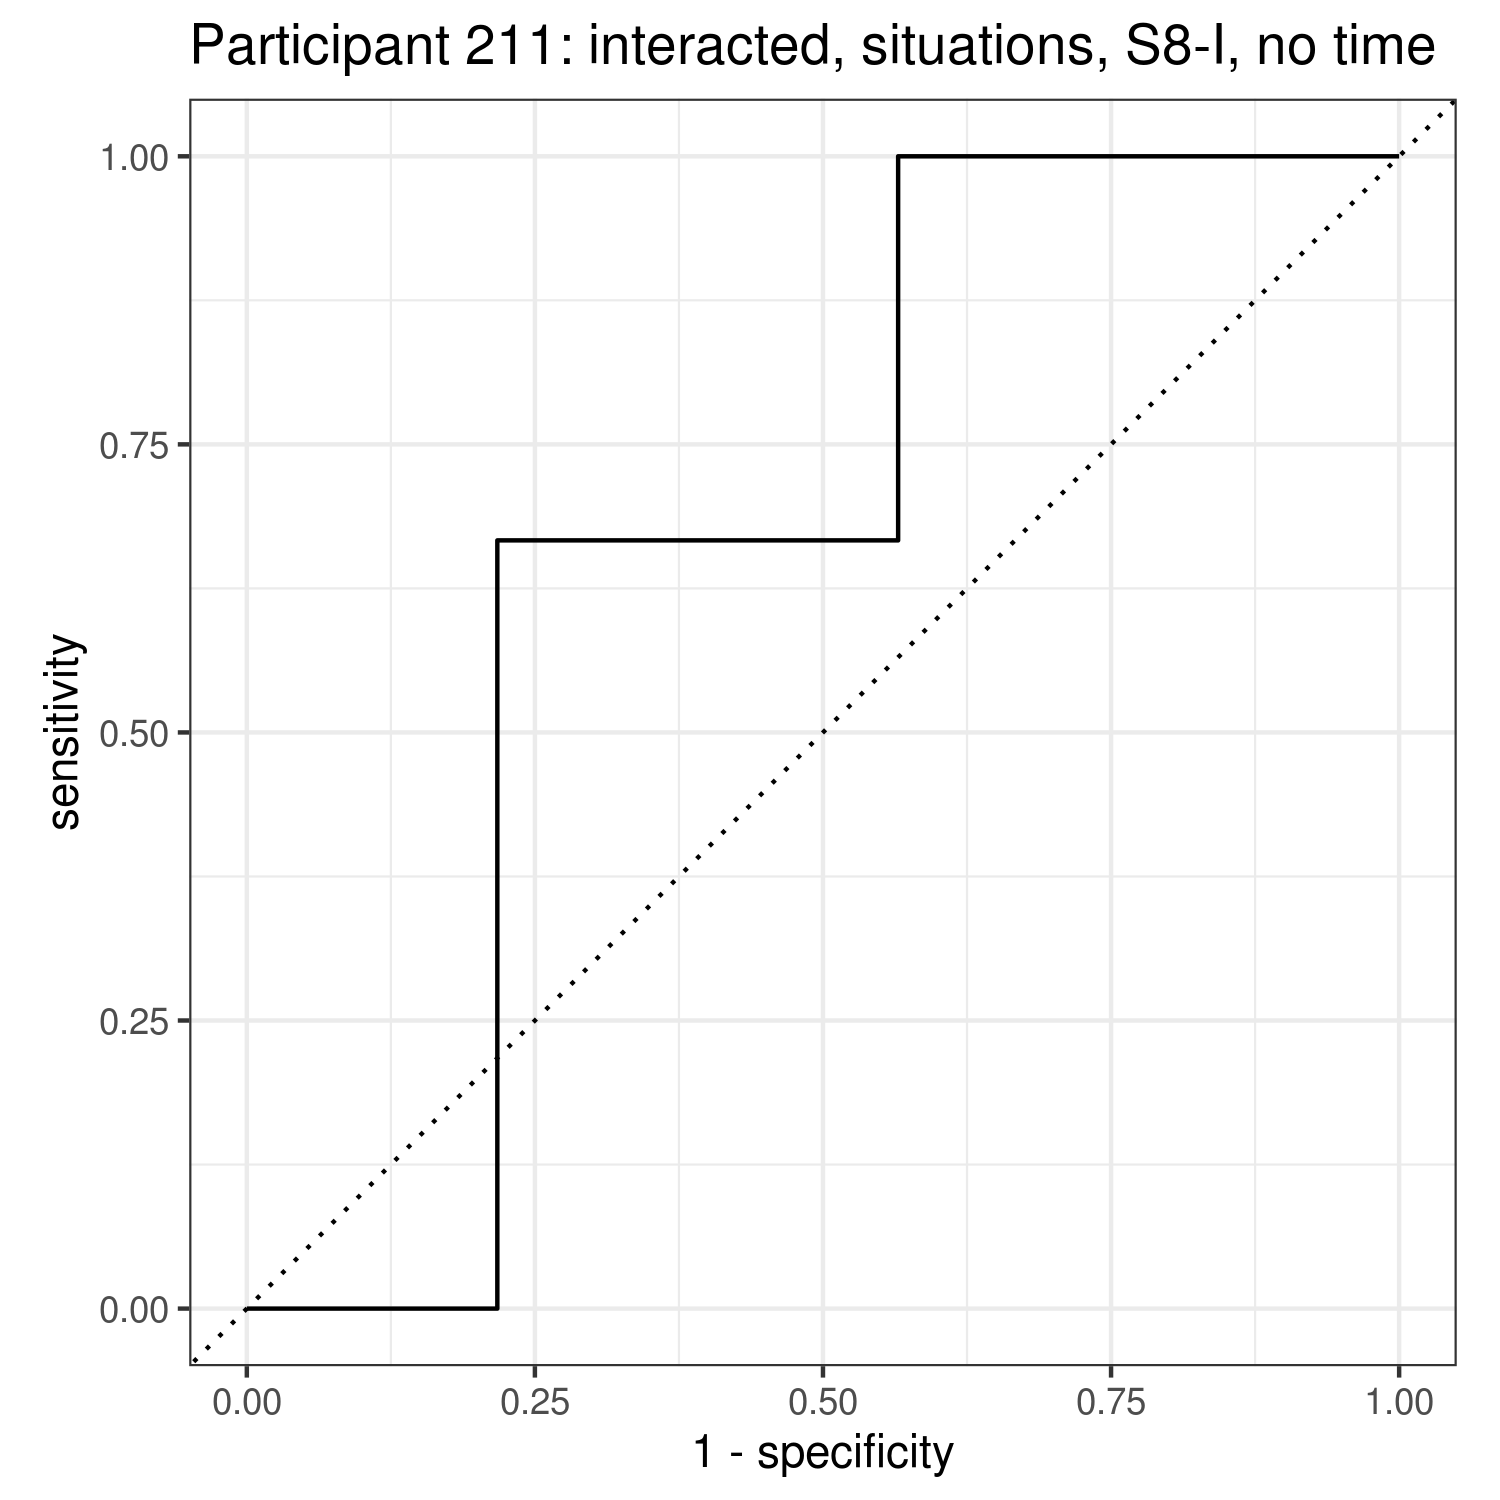 Participant 211: interacted, situations, S8-I, no time
1.00
0.75
0.50
0.25
0.00
sensitivity
0.00 0.25 0.50 0.75 1.00
1 - specificity